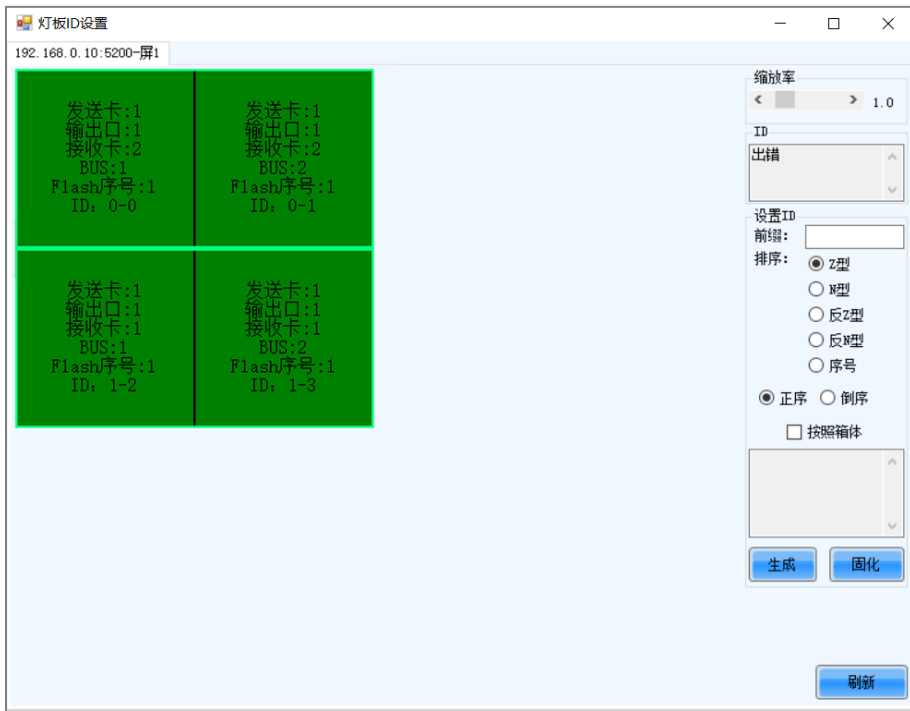 灯板ID设置
192.168.0.10:5200-屏1
发送卡:1
输出口:1
接收卡:2
BUS:1
Flash序号:1
ID: 0-0
发送卡:1
输出口:1
接收卡:2
BUS:2
Flash序号:1
ID: 0-1
发送卡:1
输出口:1
接收卡:1
BUS:1
Flash序号:1
ID: 1-2
发送卡:1
输出口:1
接收卡:1
BUS:2
Flash序号:1
ID: 1-3
缩放率
1.0
ID
出错
设置ID
前缀:
排序:
Z型
N型
反Z型
反N型
序号
正序 倒序
按照箱体
生成 固化
刷新